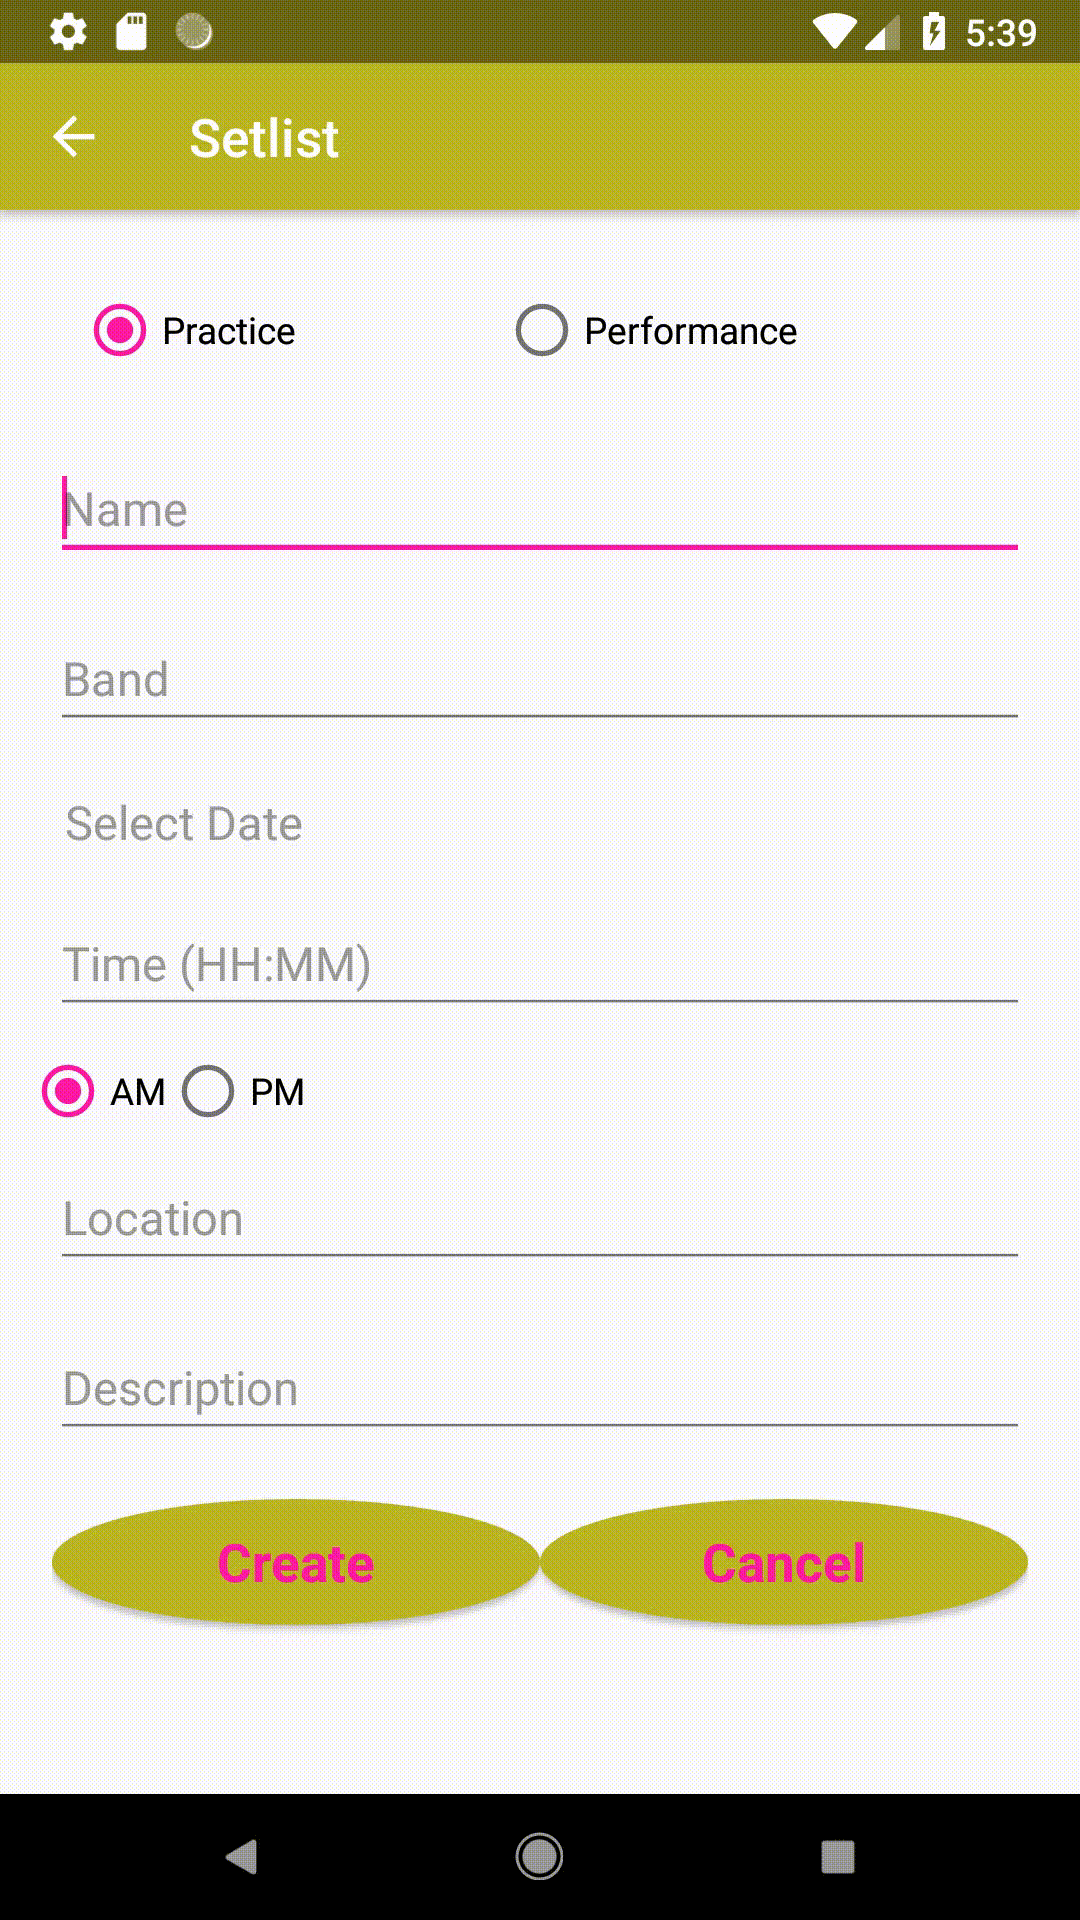 5:39
Setlist
Practice Performance
Name
Band
Select Date
Time (HH:MM)
AM PM
Location
Description
Create Cancel